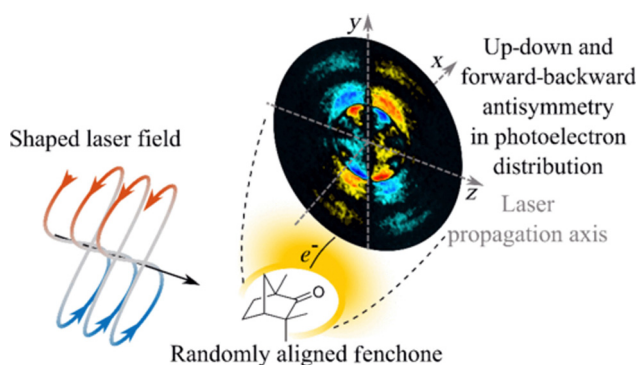 y
x
Up-down and
forward-backward
antisymmetry
in photoelectron
distribution
Shaped laser field
z
Laser
propagation axis
e-
O
Randomly aligned fenchone